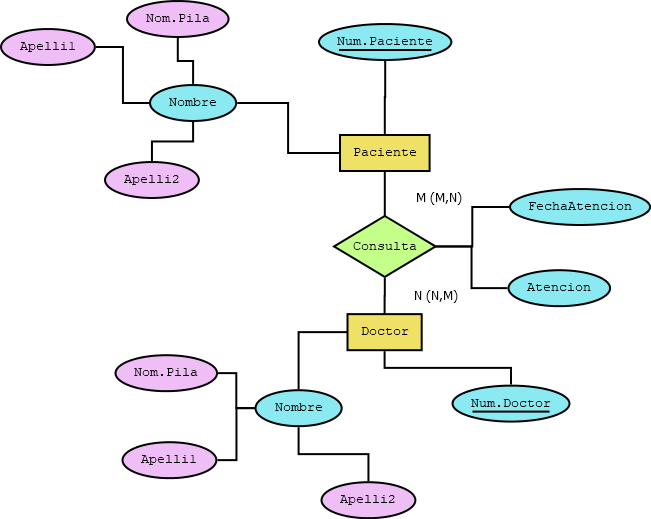 Nom.Pila
Apelli1
Num.Paciente
Nombre
Paciente
Apelli2
M (M,N)
FechaAtencion
Consulta
Atencion
N (N,M)
Doctor
Nom.Pila
Nombre
Num.Doctor
Apelli1
Apelli2